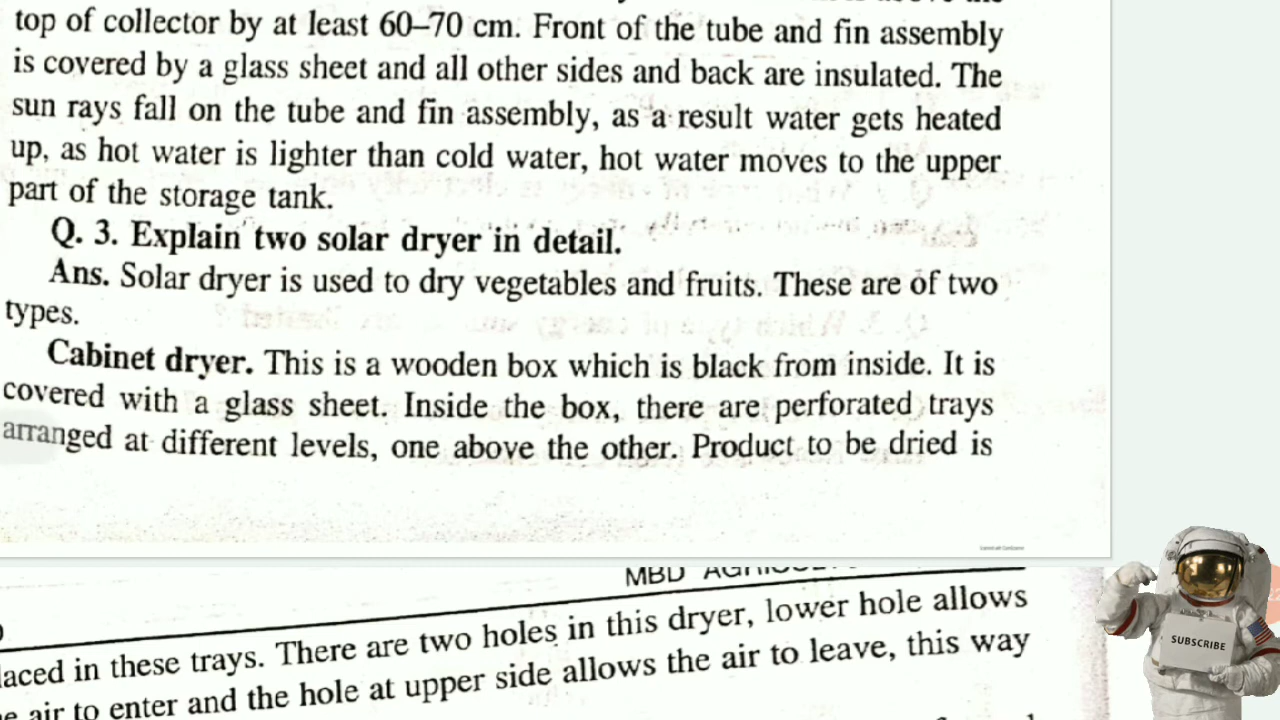 top of collector by at least 60–70 cm. Front of the tube and fin assembly
is covered by a glass sheet and all other sides and back are insulated. The
sun rays fall on the tube and fin assembly, as a result water gets heated
up, as hot water is lighter than cold water, hot water moves to the upper
part of the storage tank.
Q. 3. Explain two solar dryer in detail.
Ans. Solar dryer is used to dry vegetables and fruits. These are of two
types.
Cabinet dryer. This is a wooden box which is black from inside. It is
covered with a glass sheet. Inside the box, there are perforated trays
arranged at different levels, one above the other. Product to be dried is
MBD
laced in these trays. There are two holes in this dryer, lower hole allows
e air to enter and the hole at upper side allows the air to leave, this way
SUBSCRIBE